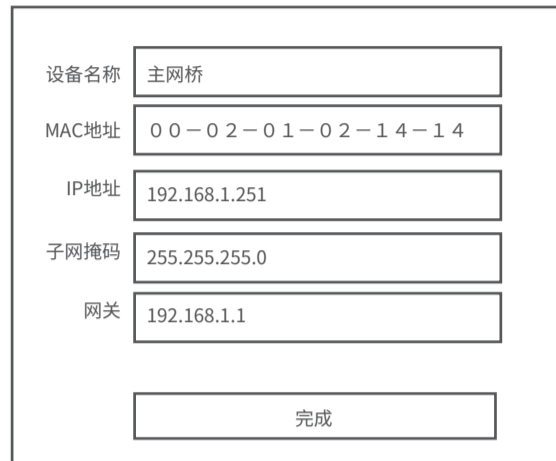 设备名称 主网桥
MAC地址 ００－０２－０１－０２－１４－１４
IP地址 192.168.1.251
子网掩码 255.255.255.0
网关 192.168.1.1
完成